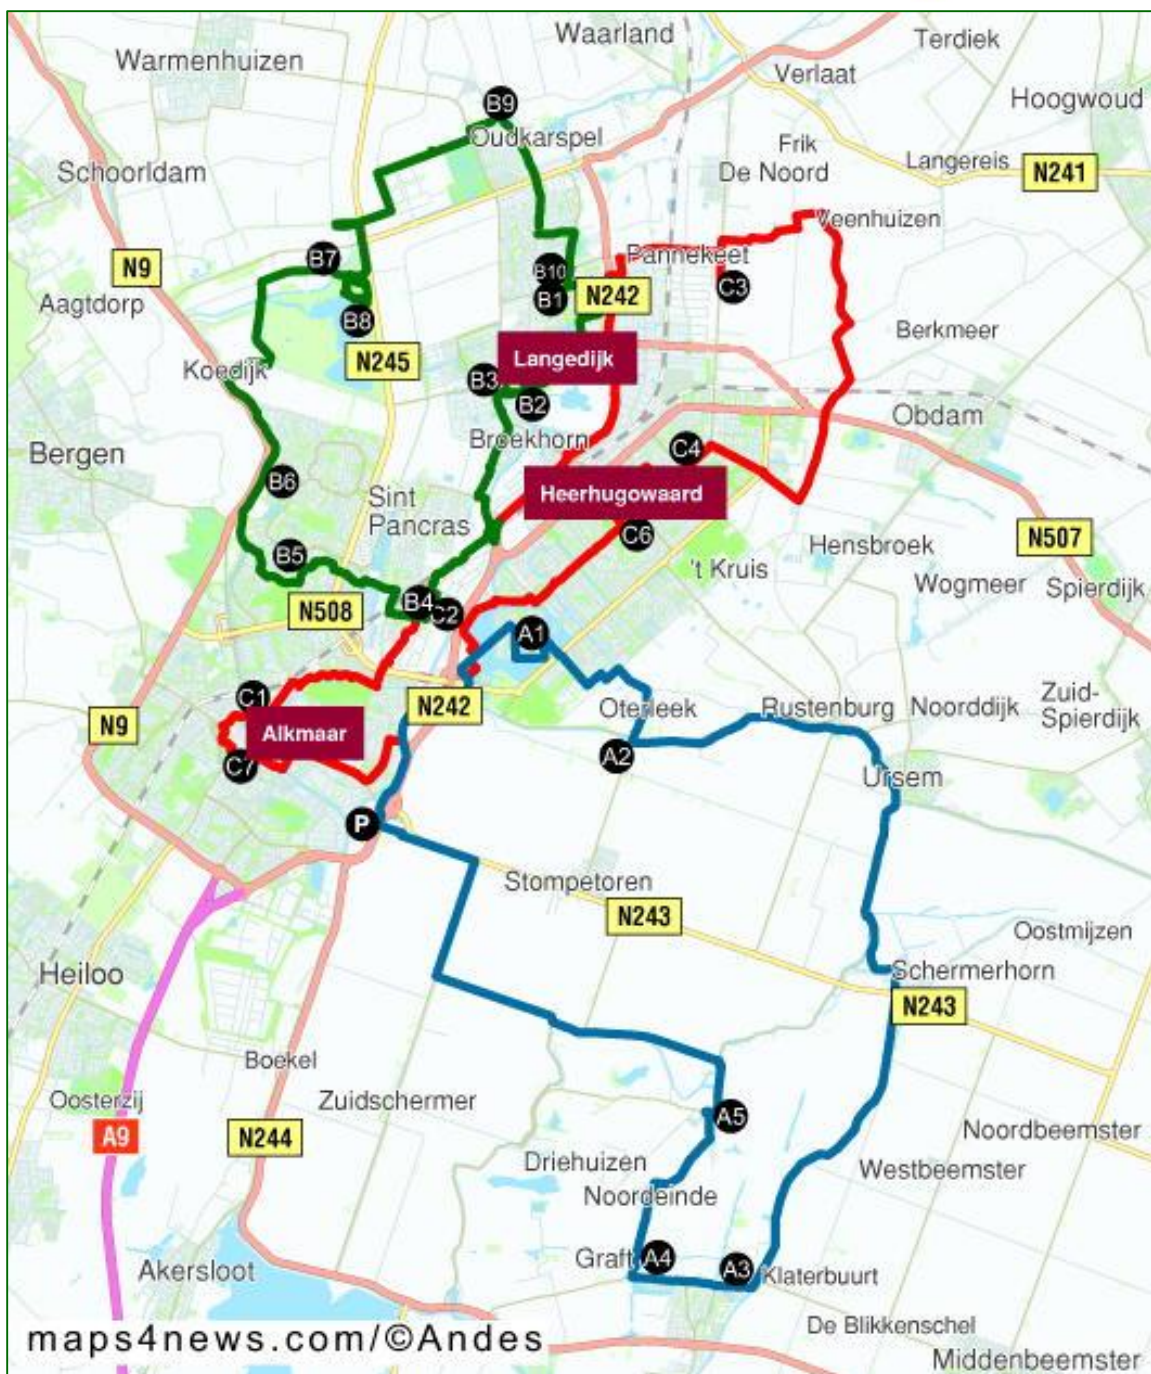 Waarland
Terdiek
Warmenhuizen
Verlaat
Hoogwoud
B9
Oudkarspel
Frik
De Noord
Langereis
N241
Schoorldam
Veenhuizen
Pannekeet
B7
N9
B10
B1
N242
C3
Aagtdorp
B8
Berkmeer
Koedijk
N245
Langedijk
B3
B2
Obdam
Bergen
Broekhorn
C4
B6
Sint
Pancras
Heerhugowaard
C6
N507
Hensbroek
B5
't Kruis
Wogmeer
Spierdijk
N508
B4
C2
A1
C1
N242
Oterleek
Rustenburg
Noorddijk
Zuid-
Spierdijk
N9
Alkmaar
C7
A2
Ursem
P
Stompetoren
N243
Oostmijzen
Heiloo
Schermerhorn
N243
Boekel
Oosterzij
Zuidschermer
A5
A9
N244
Noordbeemster
Driehuizen
Westbeemster
Noordeinde
Graft
A4
A3
Klaterbuurt
Akersloot
De Blikkenschel
maps4news.com/©Andes
Middenbeemster